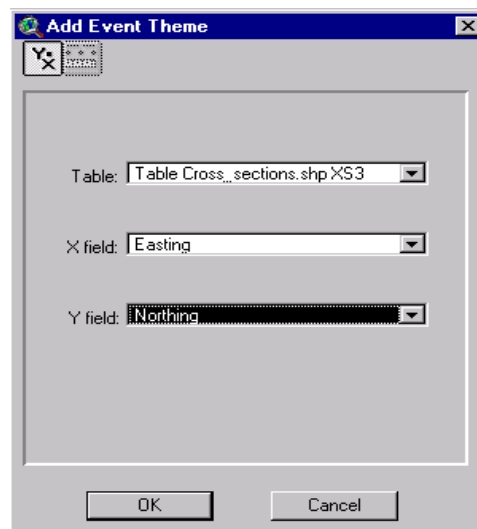 Add Event Theme
Table: Table Cross_sections.shp XS3
X field: Easting
Y field: Northing
OK Cancel